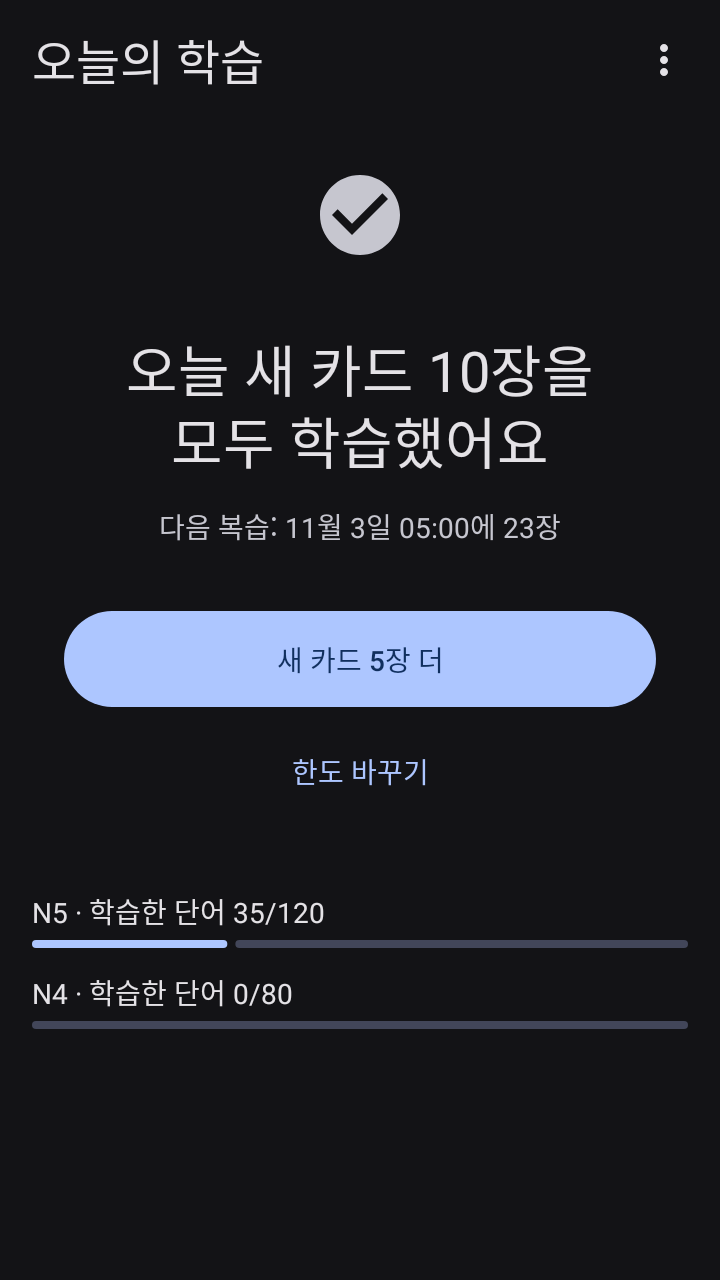 오늘의 학습
오늘 새 카드 10장을
모두 학습했어요
다음 복습: 11월 3일 05:00에 23장
새 카드 5장 더
한도 바꾸기
N5 · 학습한 단어 35/120
N4 · 학습한 단어 0/80